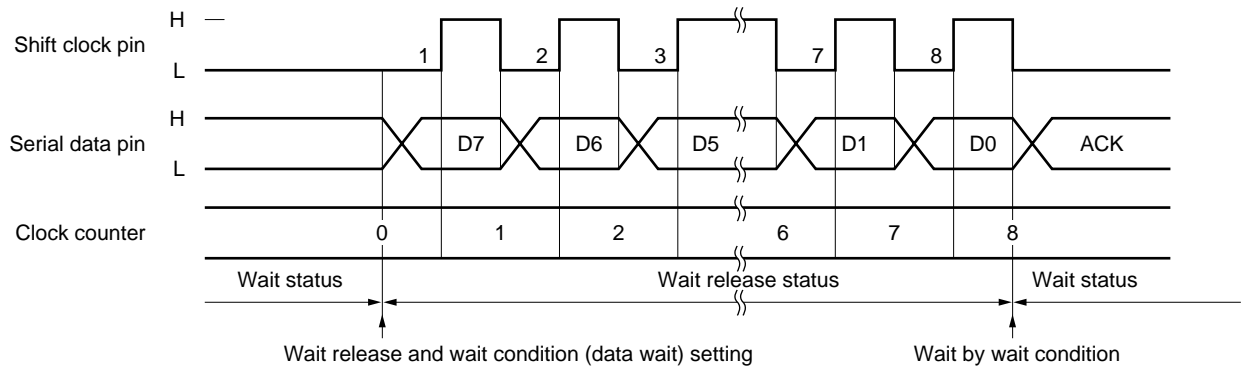 H
Shift clock pin
L
1 2 3 7 8
H
Serial data pin
L
D7 D6 D5 D1 D0 ACK
Clock counter
0 1 2 6 7 8
Wait status Wait release status Wait status
Wait release and wait condition (data wait) setting Wait by wait condition